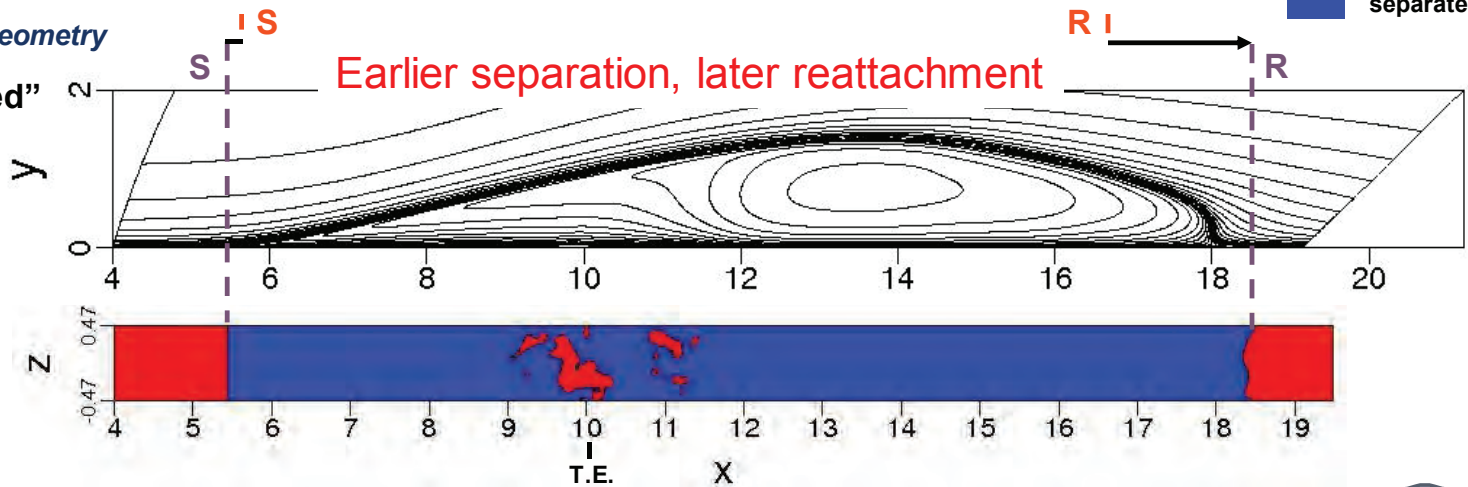 separate
S
R
eometry
S
R
Earlier separation, later reattachment
ed”
2
y
0
4 6 8 10 12 14 16 18 20
0.47
z
-0.47
4 5 6 7 8 9 10 11 12 13 14 15 16 17 18 19
T.E.
x